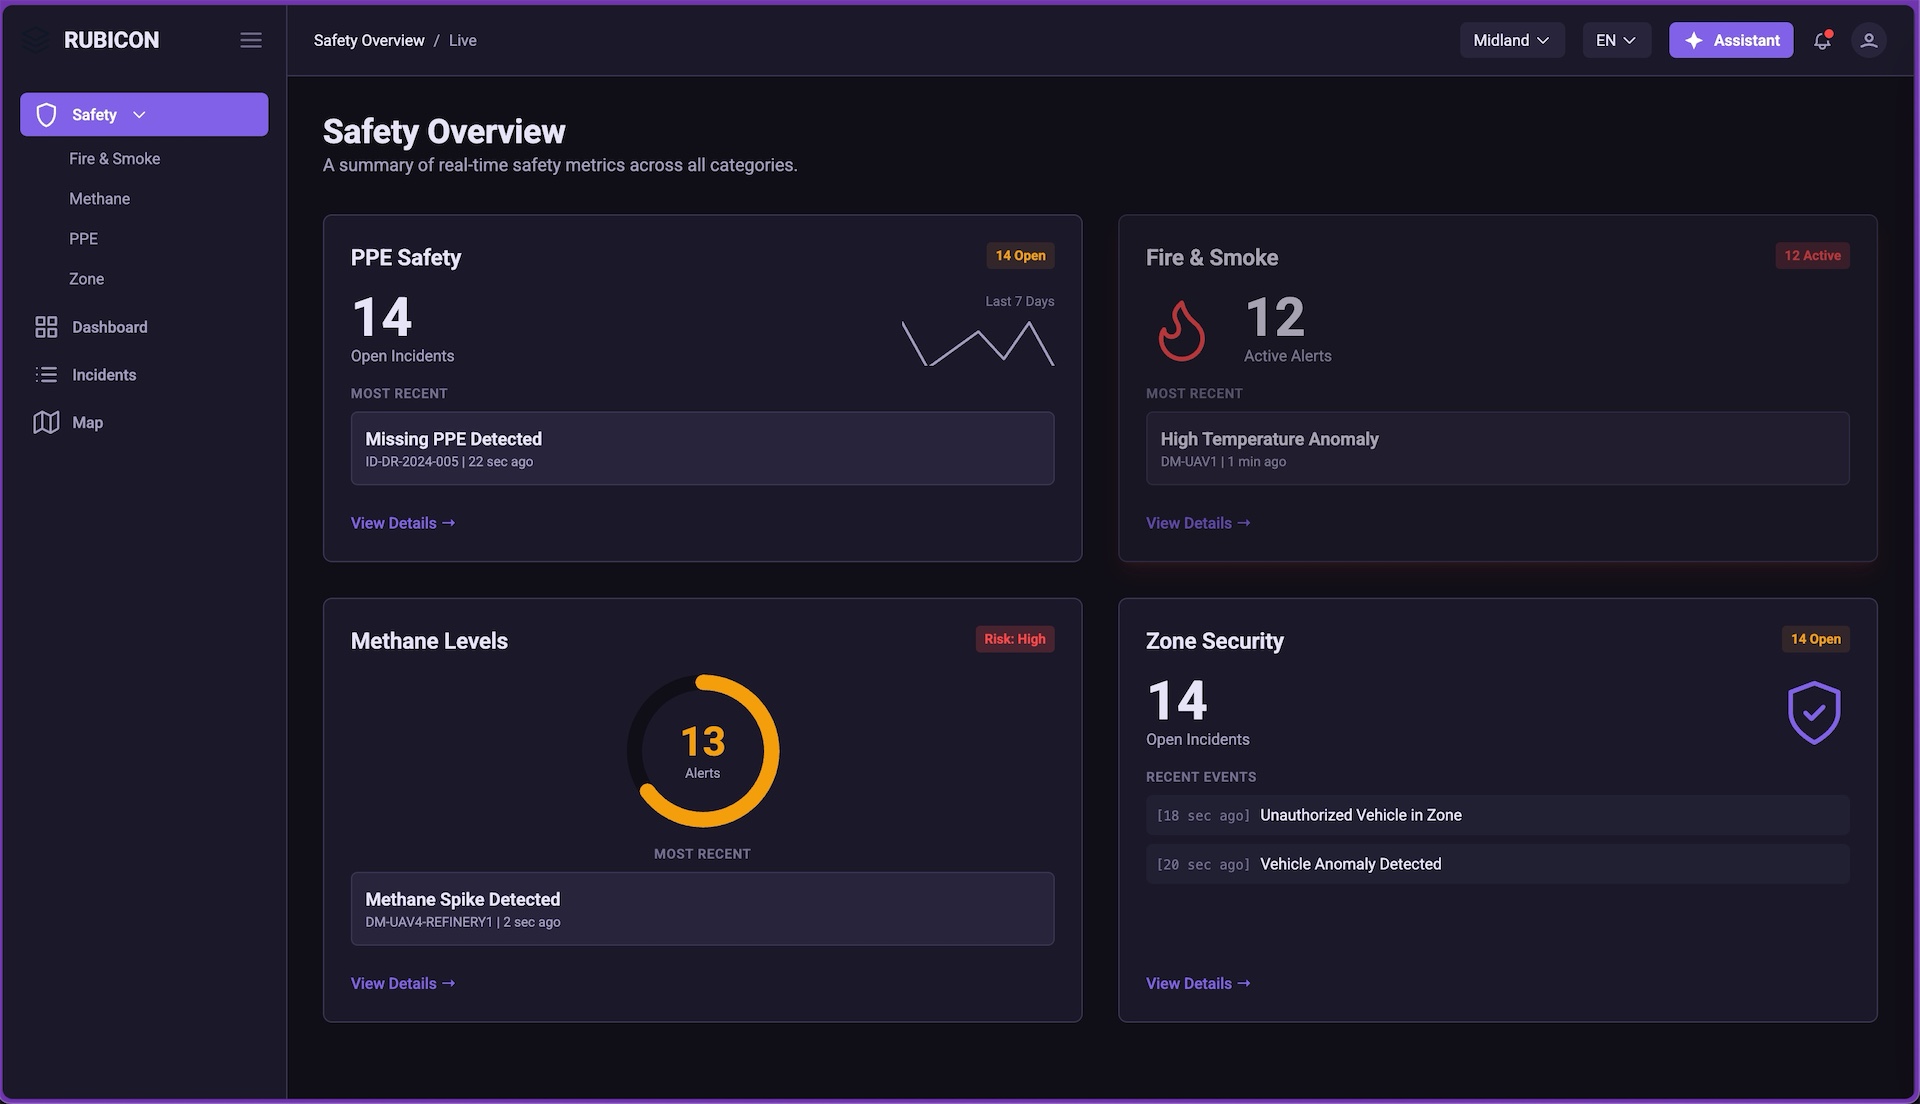 RUBICON
Safety Overview / Live
Midland
EN
Assistant
Safety
Fire & Smoke
Methane
PPE
Zone
Dashboard
Incidents
Map
Safety Overview
A summary of real-time safety metrics across all categories.
PPE Safety
14 Open
14
Open Incidents
Last 7 Days
MOST RECENT
Missing PPE Detected
ID-DR-2024-005 | 22 sec ago
View Details →
Fire & Smoke
12 Active
12
Active Alerts
MOST RECENT
High Temperature Anomaly
DM-UAV1 | 1 min ago
View Details →
Methane Levels
Risk: High
13
Alerts
MOST RECENT
Methane Spike Detected
DM-UAV4-REFINERY1 | 2 sec ago
View Details →
Zone Security
14 Open
14
Open Incidents
RECENT EVENTS
[18 sec ago] Unauthorized Vehicle in Zone
[20 sec ago] Vehicle Anomaly Detected
View Details →